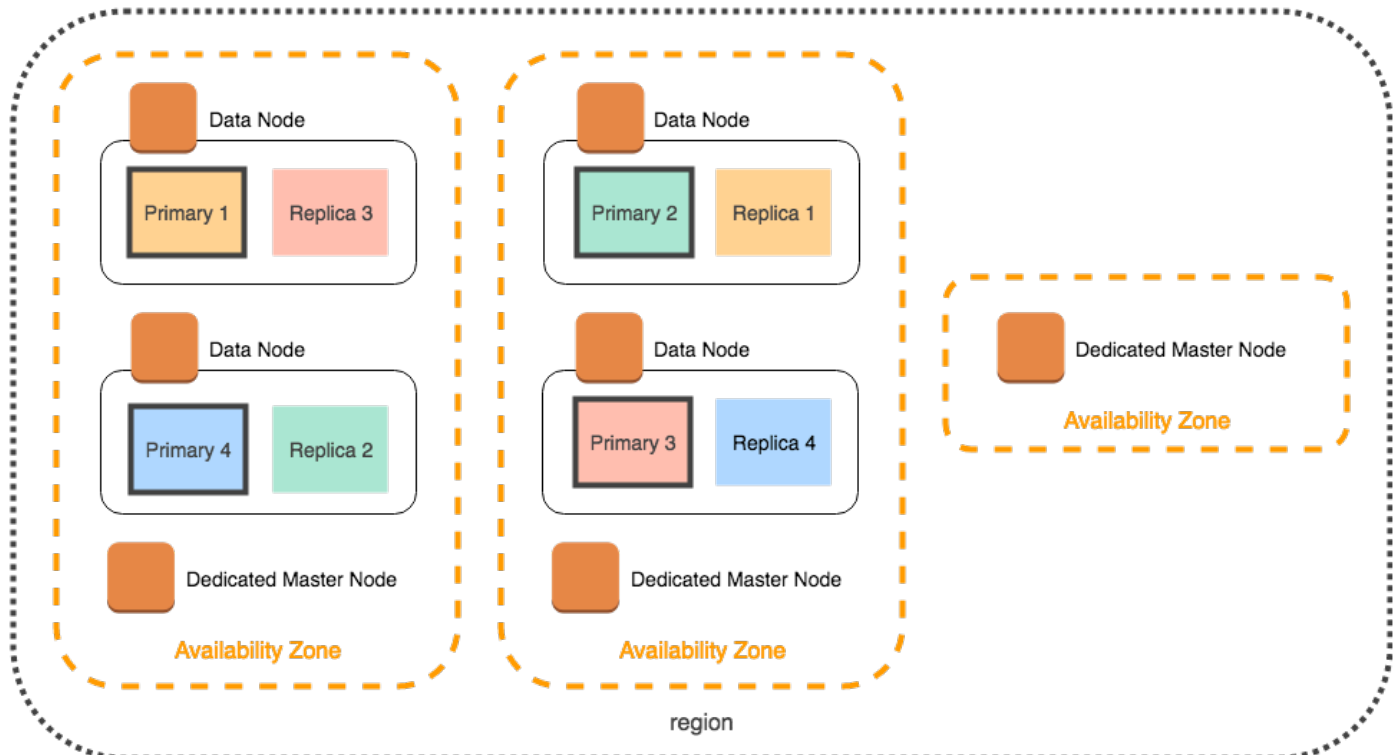 Data Node
Primary 1
Replica 3
Data Node
Primary 4
Replica 2
Dedicated Master Node
Availability Zone
Data Node
Primary 2
Replica 1
Data Node
Primary 3
Replica 4
Dedicated Master Node
Availability Zone
Dedicated Master Node
Availability Zone
region